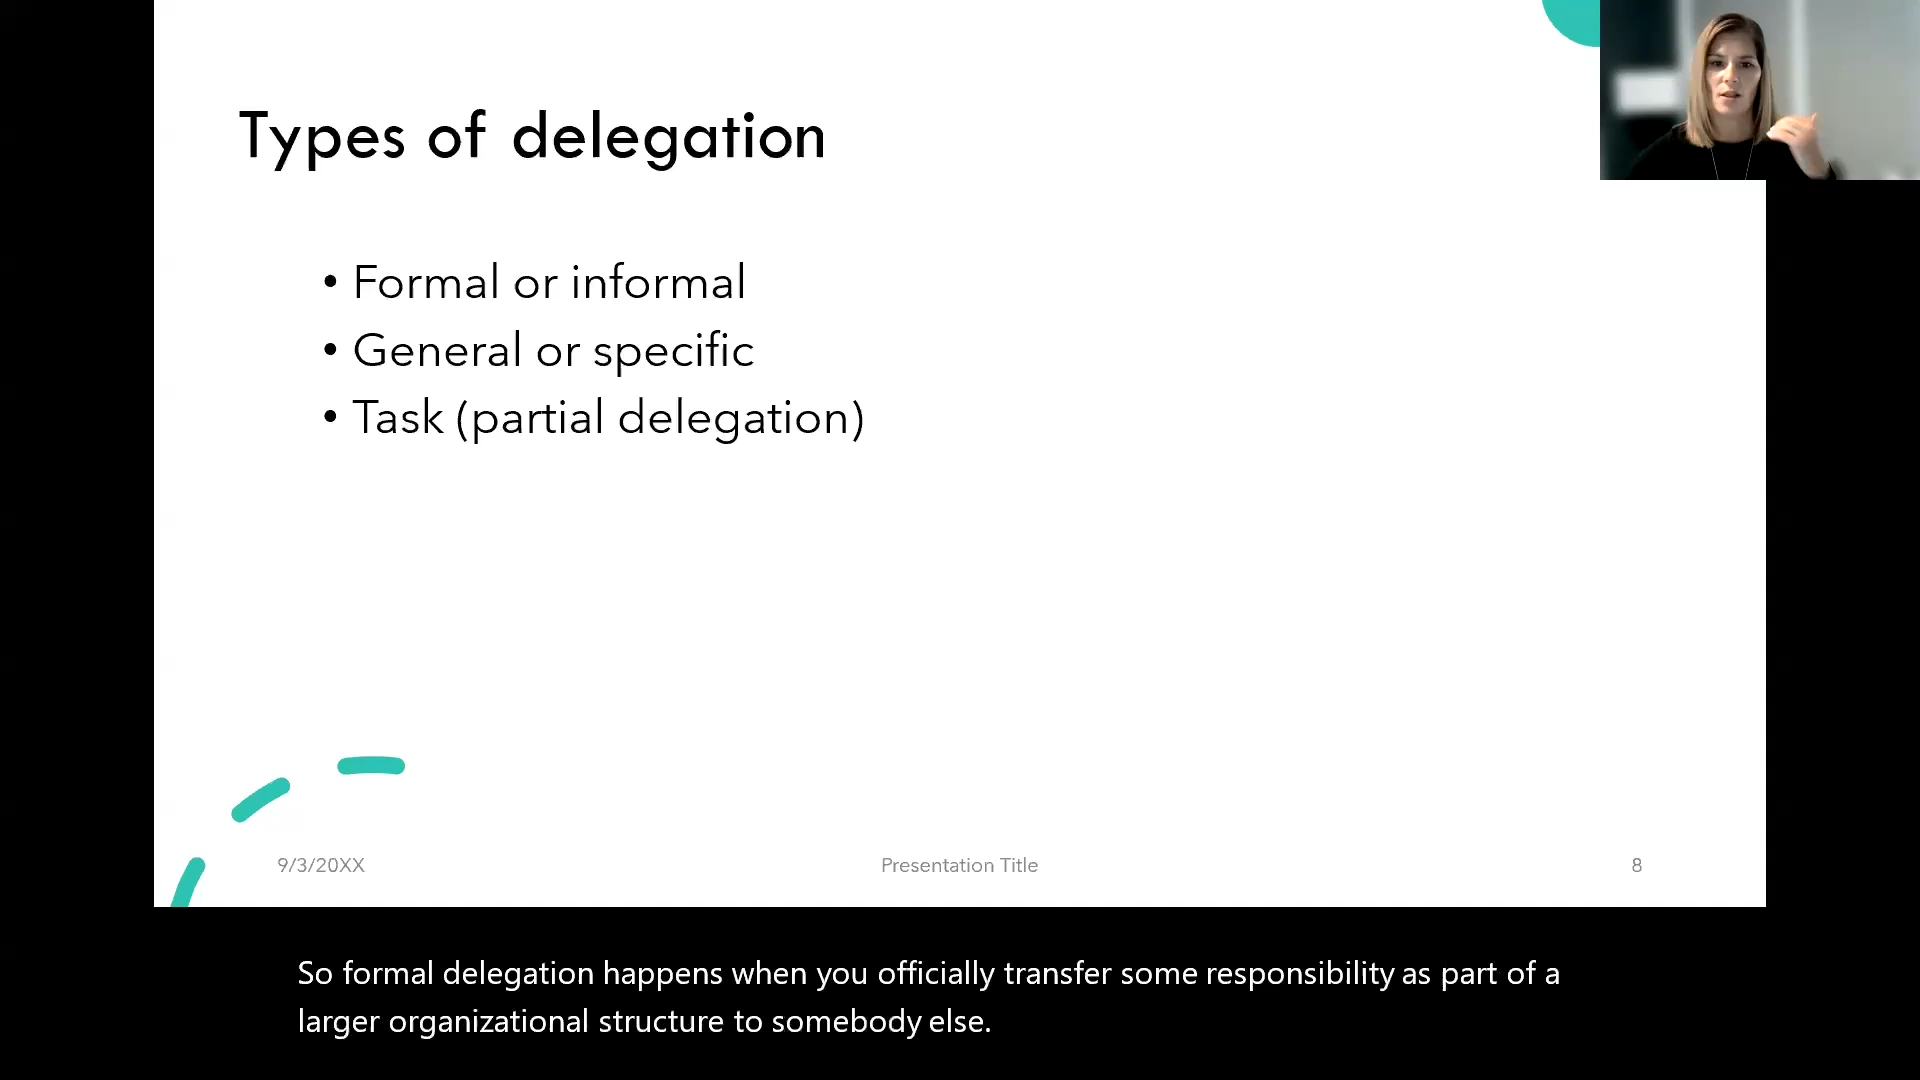 Types of delegation
• Formal or informal
• General or specific
• Task (partial delegation)
9/3/20XX
Presentation Title
8
So formal delegation happens when you officially transfer some responsibility as part of a
larger organizational structure to somebody else.